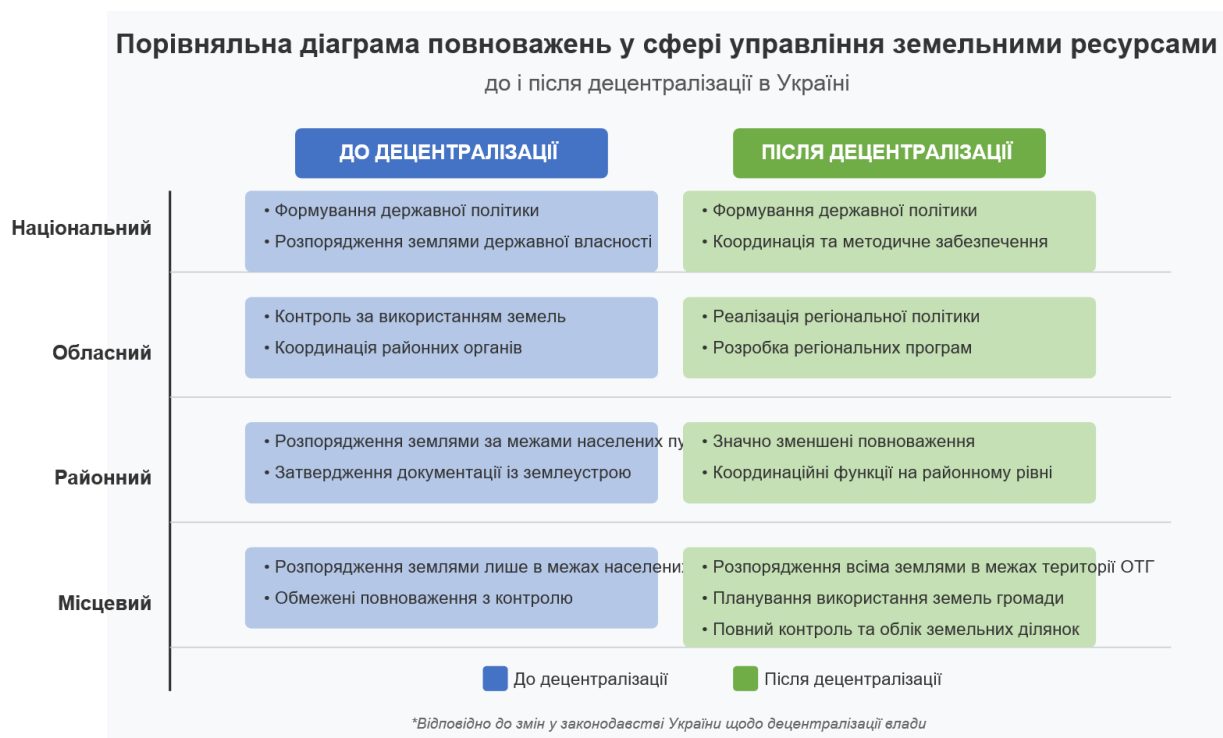 Порівняльна діаграма повноважень у сфері управління земельними ресурсами
до і після децентралізації в Україні
ДО ДЕЦЕНТРАЛІЗАЦІЇ
ПІСЛЯ ДЕЦЕНТРАЛІЗАЦІЇ
Національний
• Формування державної політики
• Розпорядження землями державної власності
• Формування державної політики
• Координація та методичне забезпечення
Обласний
• Контроль за використанням земель
• Координація районних органів
• Реалізація регіональної політики
• Розробка регіональних програм
Районний
• Розпорядження землями за межами населених
• Затвердження документації із землеустрою
• Значно зменшені повноваження
• Координаційні функції на районному рівні
Місцевий
• Розпорядження землями лише в межах
• Обмежені повноваження з контролю
• Розпорядження всіма землями в межах території ОТГ
• Планування використання земель громади
• Повний контроль та облік земельних ділянок
До децентралізації
Після децентралізації
*Відповідно до змін у законодавстві України щодо децентралізації влади